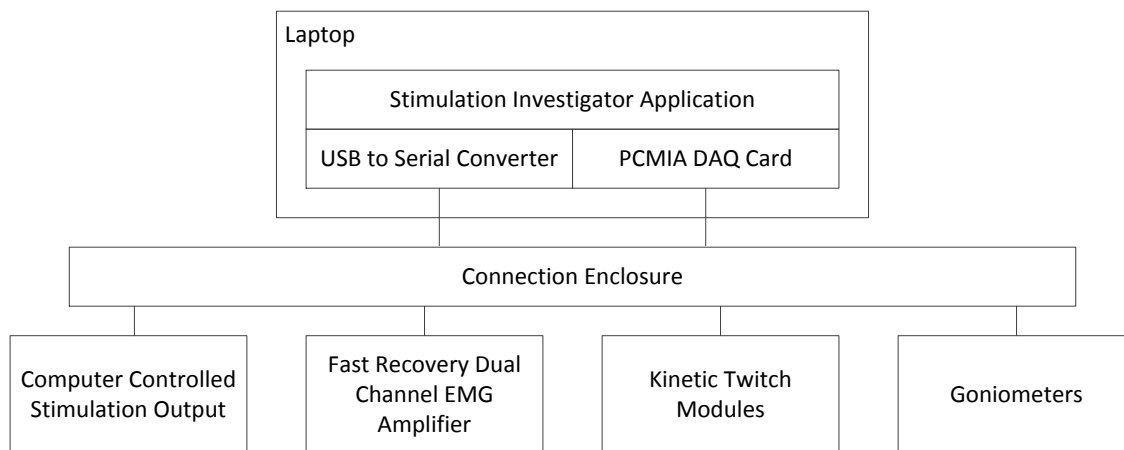 Laptop
Stimulation Investigator Application
USB to Serial Converter
PCMIA DAQ Card
Connection Enclosure
Computer Controlled
Stimulation Output
Fast Recovery Dual
Channel EMG
Amplifier
Kinetic Twitch
Modules
Goniometers